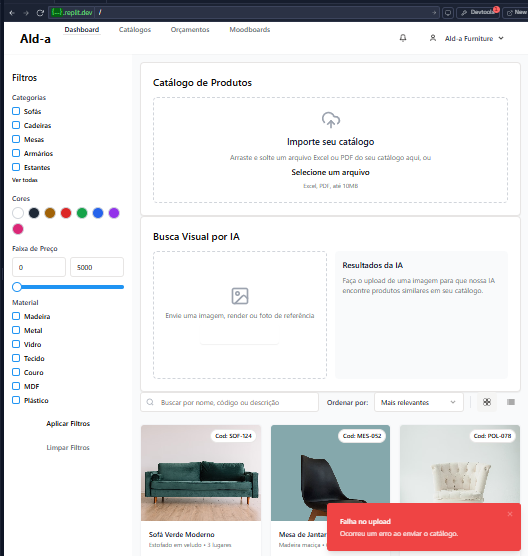 {...}.replit.dev /
Devtools
1
New
Ald-a
Dashboard
Catálogos
Orçamentos
Moodboards
Ald-a Furniture
Filtros
Categorias
Sofás
Cadeiras
Mesas
Armários
Estantes
Ver todas
Cores
Faixa de Preço
0
5000
Material
Madeira
Metal
Vidro
Tecido
Couro
MDF
Plástico
Aplicar Filtros
Limpar Filtros
Catálogo de Produtos
Importe seu catálogo
Arraste e solte um arquivo Excel ou PDF do seu catálogo aqui, ou
Selecione um arquivo
Excel, PDF, até 10MB
Busca Visual por IA
Envie uma imagem, render ou foto de referência
Resultados da IA
Faça o upload de uma imagem para que nossa IA
encontre produtos similares em seu catálogo.
Buscar por nome, código ou descrição
Ordenar por:
Mais relevantes
Cod: SOF-124
Cod: MES-052
Cod: POL-078
Sofá Verde Moderno
Estofado em veludo • 3 lugares
Mesa de Jantar
Madeira maciça •
Falha no upload
Ocorreu um erro ao enviar o catálogo.